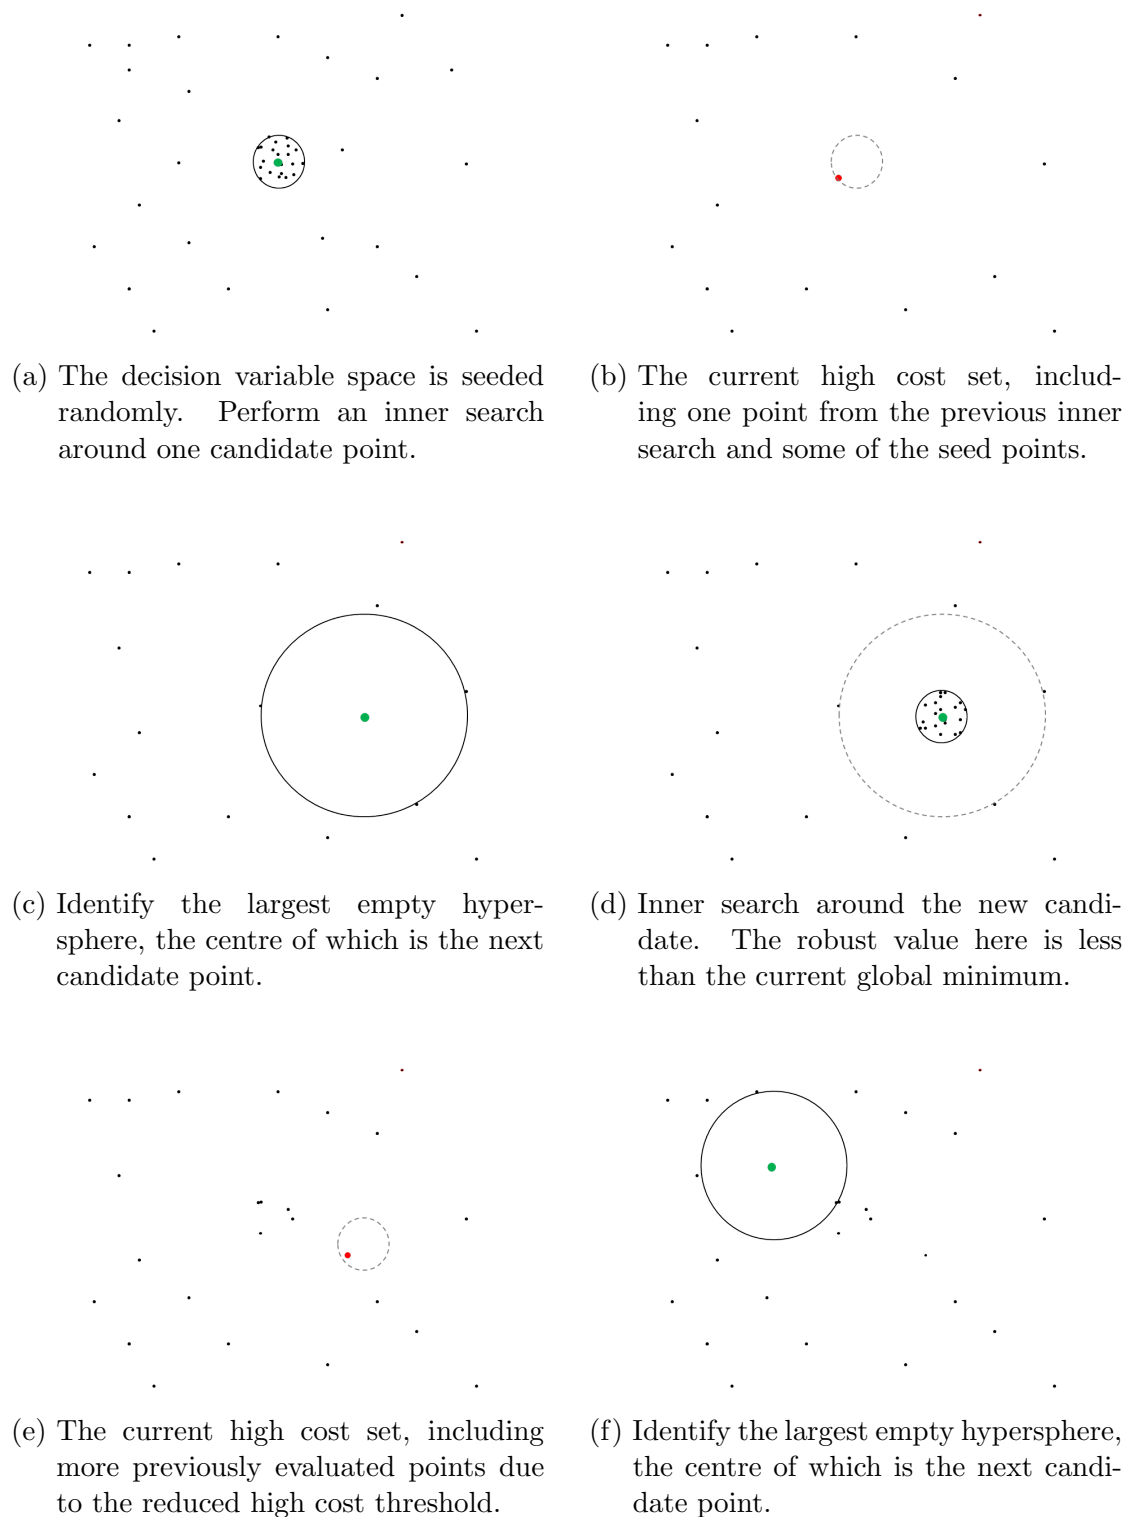 (a) The decision variable space is seeded
randomly. Perform an inner search
around one candidate point.
(b) The current high cost set, includ-
ing one point from the previous inner
search and some of the seed points.
(c) Identify the largest empty hyper-
sphere, the centre of which is the next
candidate point.
(d) Inner search around the new candi-
date. The robust value here is less
than the current global minimum.
(e) The current high cost set, including
more previously evaluated points due
to the reduced high cost threshold.
(f) Identify the largest empty hypersphere,
the centre of which is the next candi-
date point.